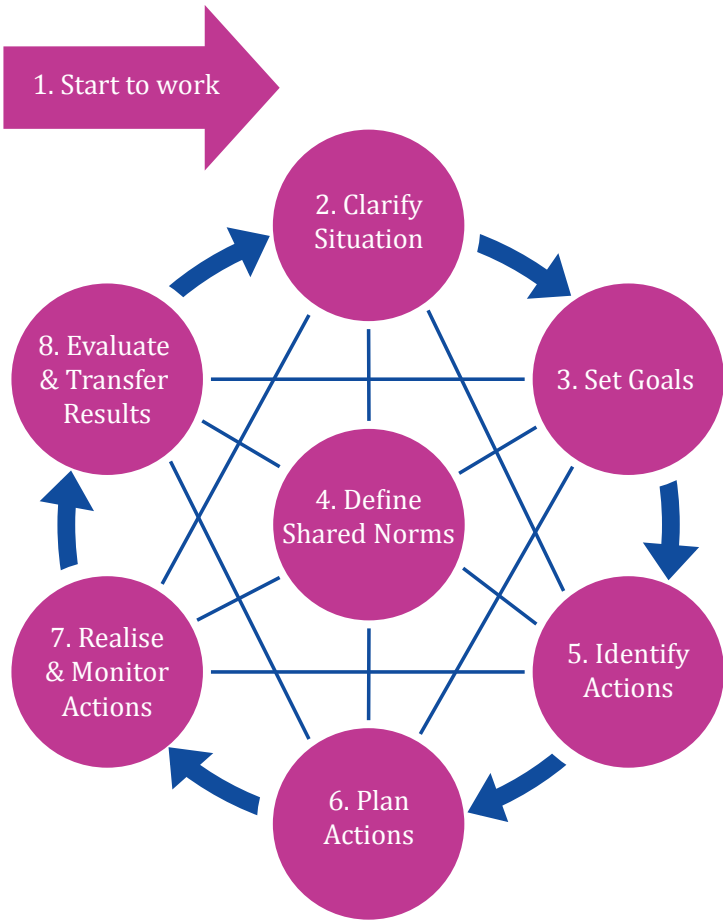 1. Start to work
2. Clarify
Situation
3. Set Goals
4. Define
Shared Norms
5. Identify
Actions
6. Plan
Actions
7. Realise
& Monitor
Actions
8. Evaluate
& Transfer
Results